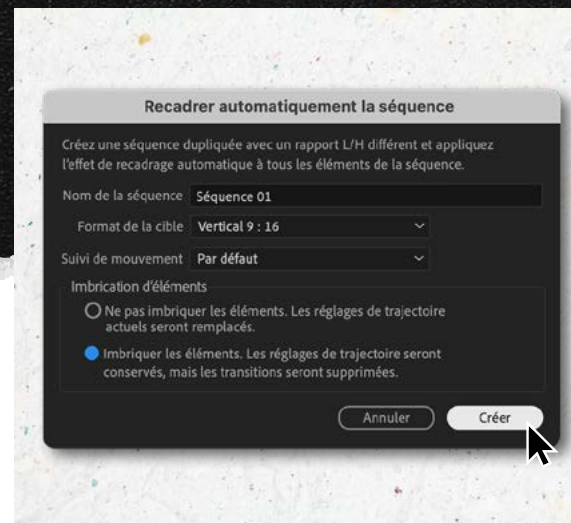 Recadrer automatiquement la séquence
Créez une séquence dupliquée avec un rapport L/H différent et appliquez
l'effet de recadrage automatique à tous les éléments de la séquence.
Nom de la séquence Séquence 01
Format de la cible Vertical 9 : 16
Suivi de mouvement Par défaut
Imbrication d'éléments
Ne pas imbriquer les éléments. Les réglages de trajectoire
actuels seront remplacés.
Imbriquer les éléments. Les réglages de trajectoire seront
conservés, mais les transitions seront supprimées.
Annuler Créer